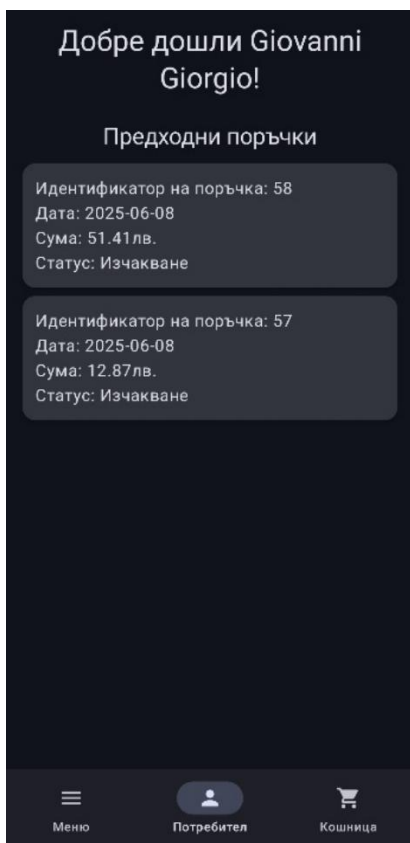 Добре дошли Giovanni
Giorgio!
Предходни поръчки
Идентификатор на поръчка: 58
Дата: 2025-06-08
Сума: 51.41лв.
Статус: Изчакване
Идентификатор на поръчка: 57
Дата: 2025-06-08
Сума: 12.87лв.
Статус: Изчакване
Меню
Потребител
Кошница